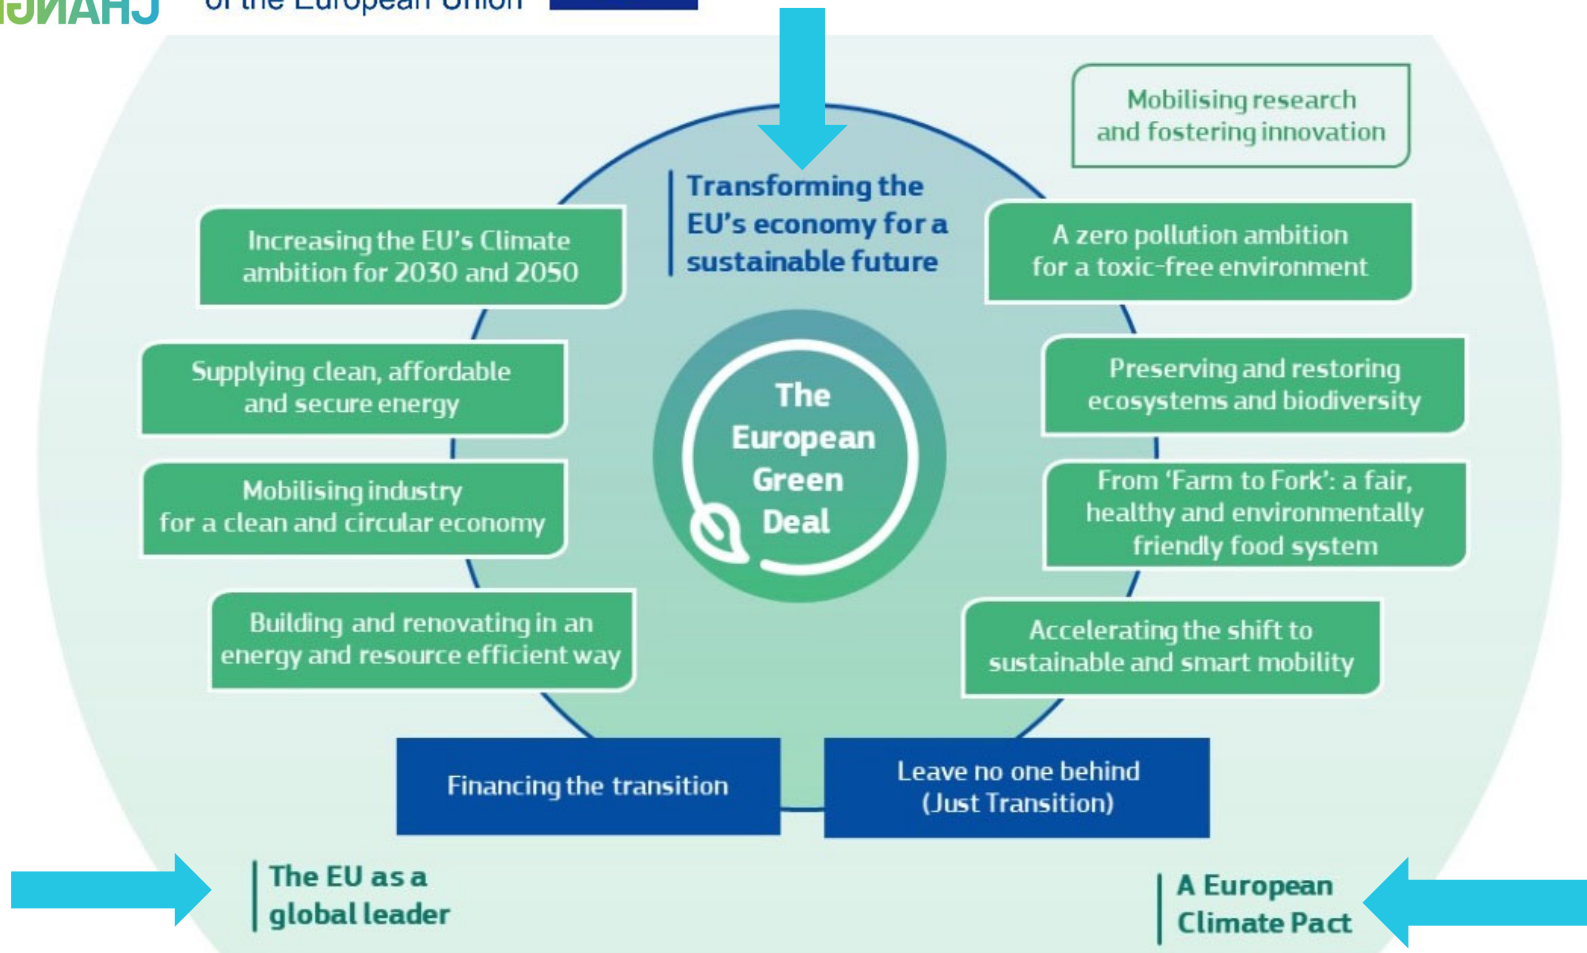 of the European Union
Mobilising research
and fostering innovation
Transforming the
EU's economy for a
sustainable future
Increasing the EU's Climate
ambition for 2030 and 2050
A zero pollution ambition
for a toxic-free environment
Supplying clean, affordable
and secure energy
Preserving and restoring
ecosystems and biodiversity
The
European
Green
Deal
Mobilising industry
for a clean and circular economy
From 'Farm to Fork': a fair,
healthy and environmentally
friendly food system
Building and renovating in an
energy and resource efficient way
Accelerating the shift to
sustainable and smart mobility
Financing the transition
Leave no one behind
(Just Transition)
The EU as a
global leader
A European
Climate Pact